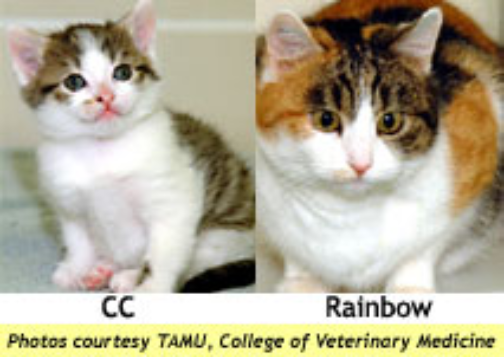 CC Rainbow
Photos courtesy TAMU, College of Veterinary Medicine